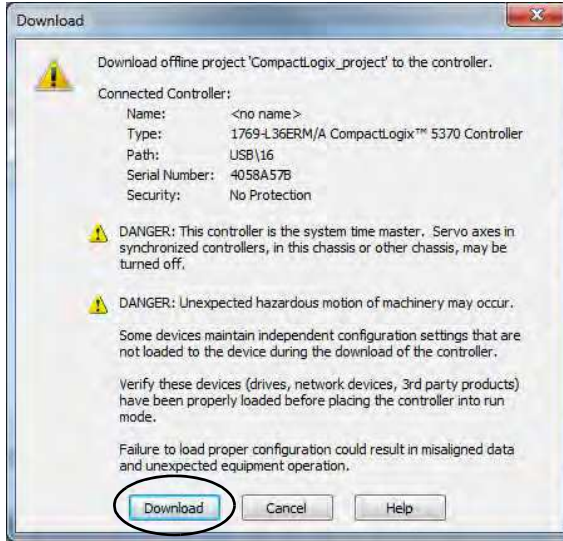 Download
Download offline project 'CompactLogix_project' to the controller.
Connected Controller:
Name: <no name>
Type: 1769-L36ERM/A CompactLogix™ 5370 Controller
Path: USB\16
Serial Number: 4058A57B
Security: No Protection
DANGER: This controller is the system time master. Servo axes in
synchronized controllers, in this chassis or other chassis, may be
turned off.
DANGER: Unexpected hazardous motion of machinery may occur.
Some devices maintain independent configuration settings that are
not loaded to the device during the download of the controller.
Verify these devices (drives, network devices, 3rd party products)
have been properly loaded before placing the controller into run
mode.
Failure to load proper configuration could result in misaligned data
and unexpected equipment operation.
Download Cancel Help